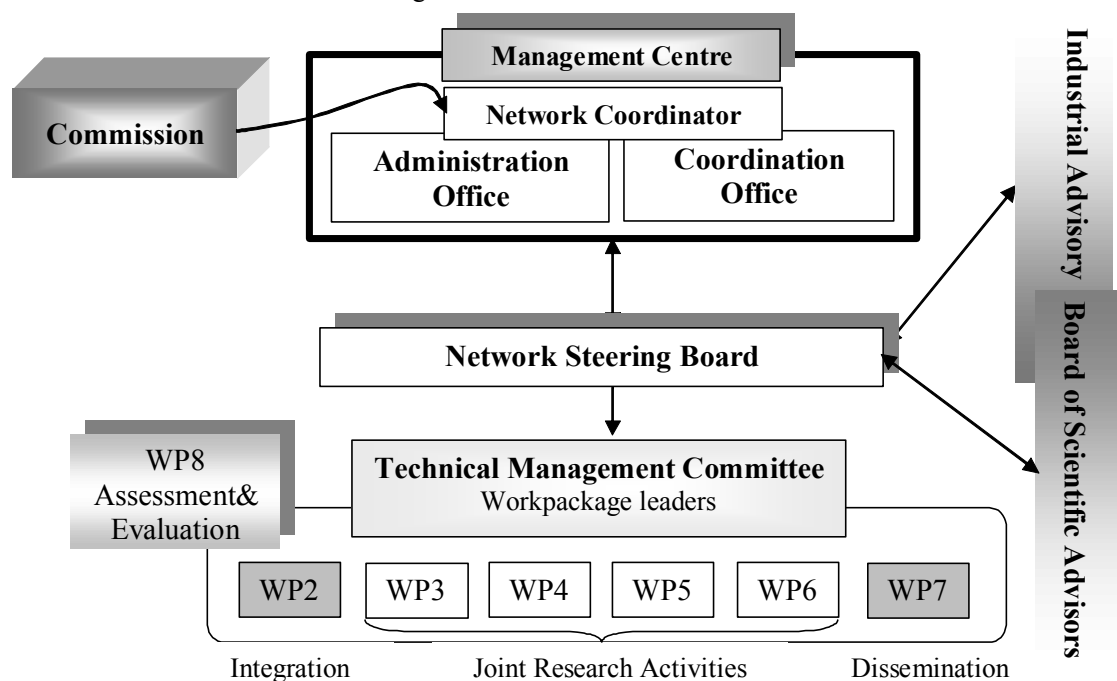 Management Centre
Network Coordinator
Commission
Administration
Office
Coordination
Office
Industrial Advisory
Network Steering Board
Board of Scientific Advisors
WP8
Assessment&
Evaluation
Technical Management Committee
Workpackage leaders
WP2
WP3
WP4
WP5
WP6
WP7
Integration
Joint Research Activities
Dissemination